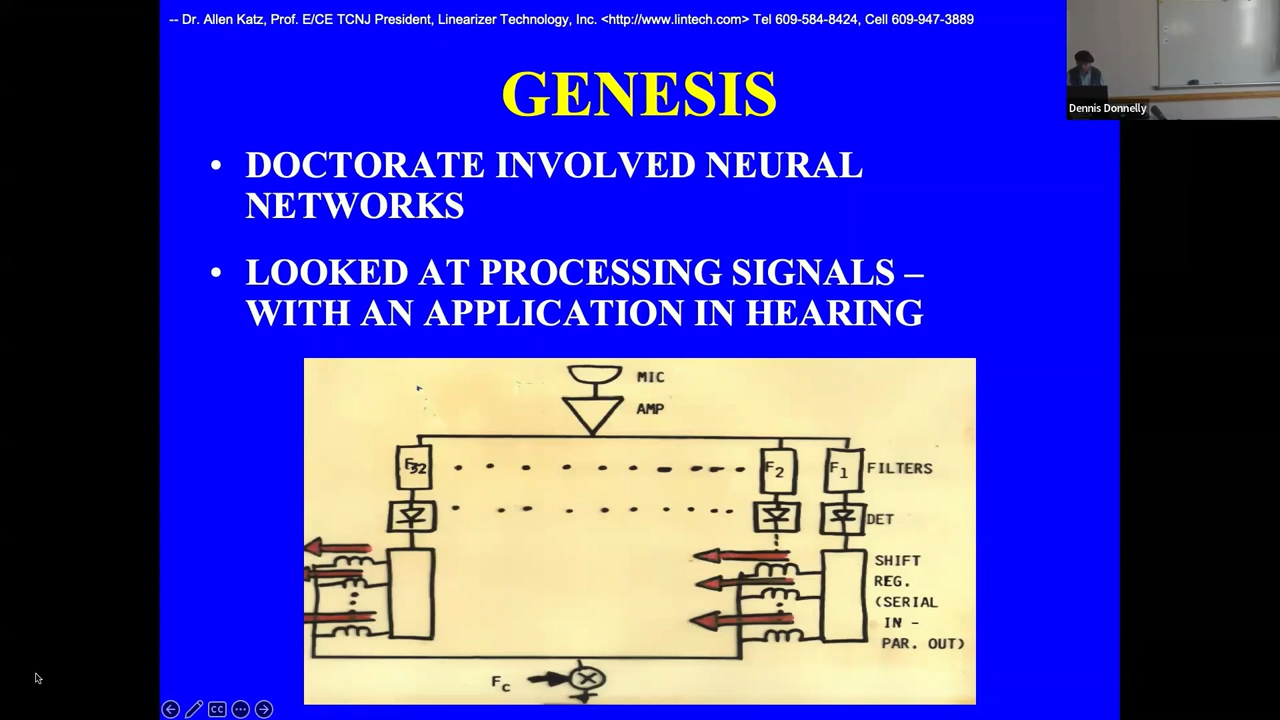 -- Dr. Allen Katz, Prof. E/CE TCNJ President, Linearizer Technology, Inc. <http://www.lintech.com> Tel 609-584-8424, Cell 609-947-3889
Dennis Donnelly
GENESIS
• DOCTORATE INVOLVED NEURAL
NETWORKS
• LOOKED AT PROCESSING SIGNALS –
WITH AN APPLICATION IN HEARING
MIC
AMP
F32
F2
F1
FILTERS
DET
SHIFT
REG.
(SERIAL
IN -
PAR. OUT)
Fc
CC